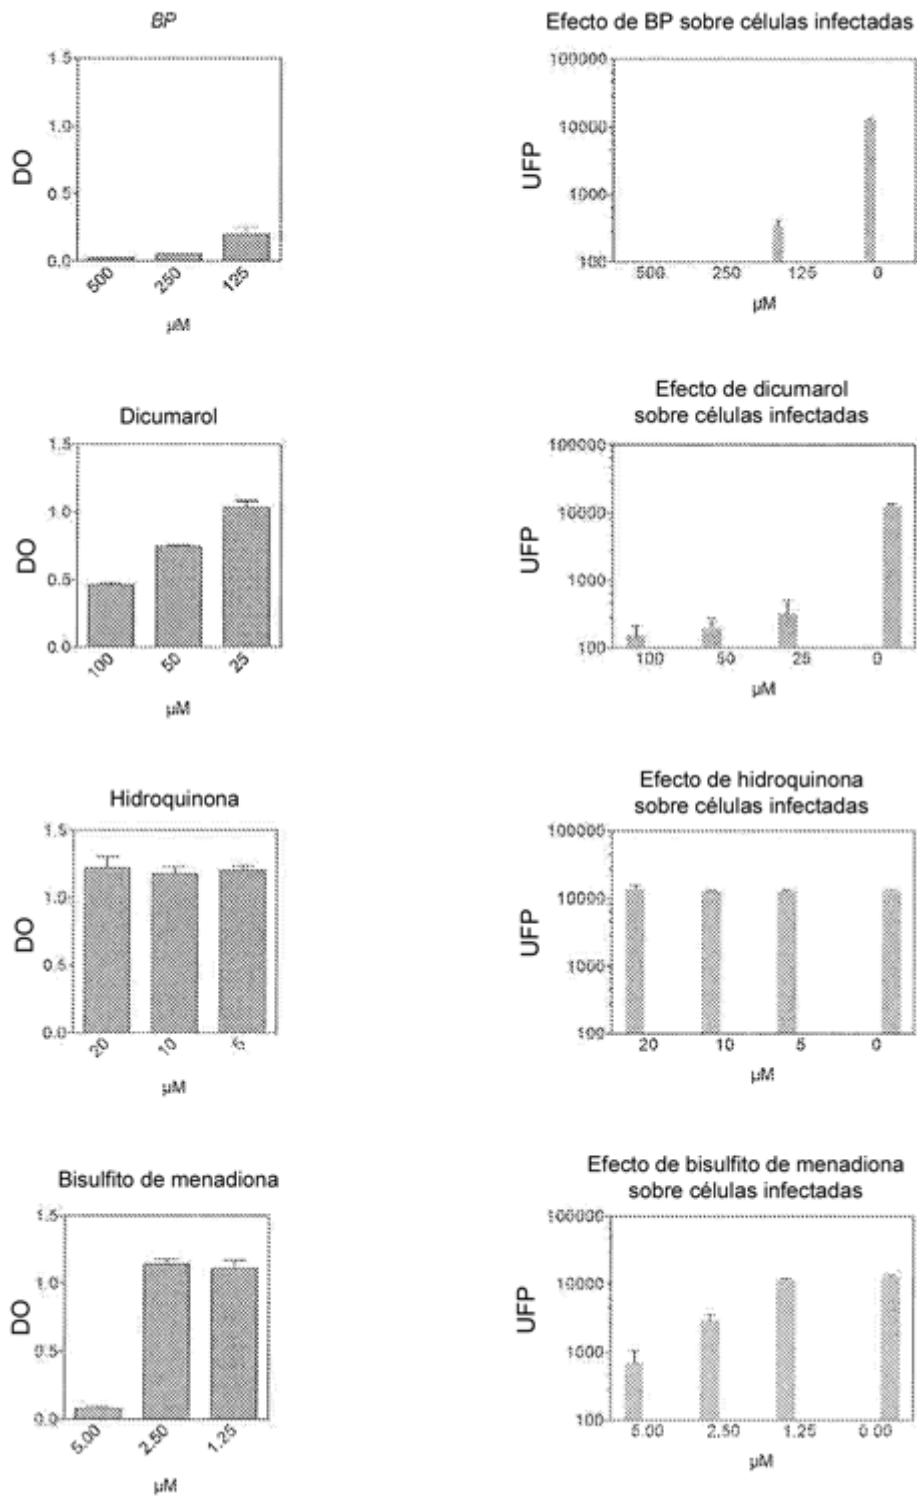 BP
1.5
1.0
0.5
0.0
DO
500
250
125
µM
Efecto de BP sobre células infectadas
100000
10000
1000
100
UFP
500
250
125
0
µM
Dicumarol
1.5
1.0
0.5
0.0
DO
100
50
25
µM
Efecto de dicumarol
sobre células infectadas
100000
10000
1000
100
UFP
100
50
25
0
µM
Hidroquinona
1.5
1.0
0.5
0.0
DO
20
10
5
µM
Efecto de hidroquinona
sobre células infectadas
100000
10000
1000
100
UFP
20
10
5
0
µM
Bisulfito de menadiona
1.5
1.0
0.5
0.0
DO
5.00
2.50
1.25
µM
Efecto de bisulfito de menadiona
sobre células infectadas
100000
10000
1000
100
UFP
5.00
2.50
1.25
0.00
µM